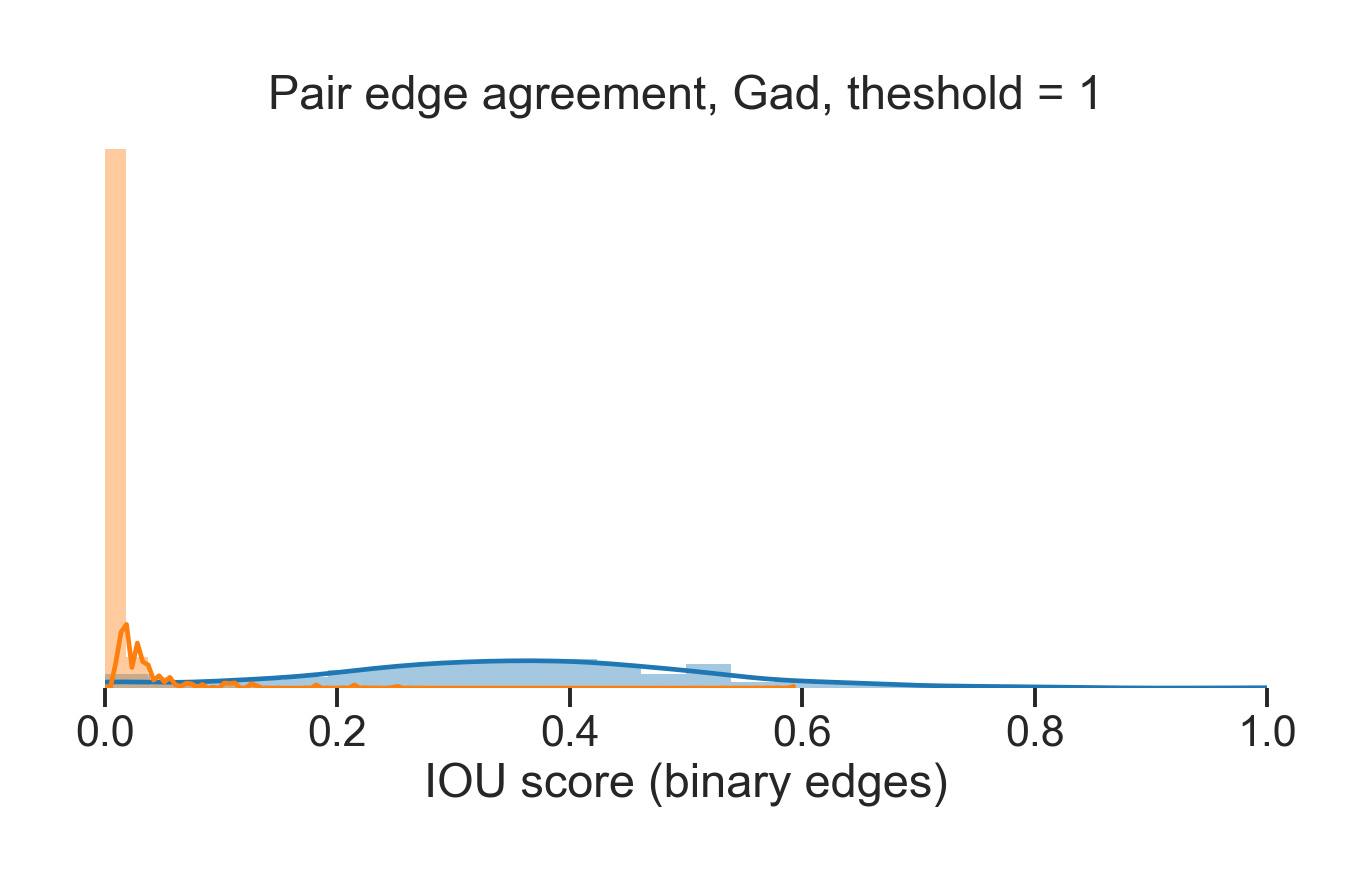 Pair edge agreement, Gad, theshold = 1
0.0 0.2 0.4 0.6 0.8 1.0
IOU score (binary edges)